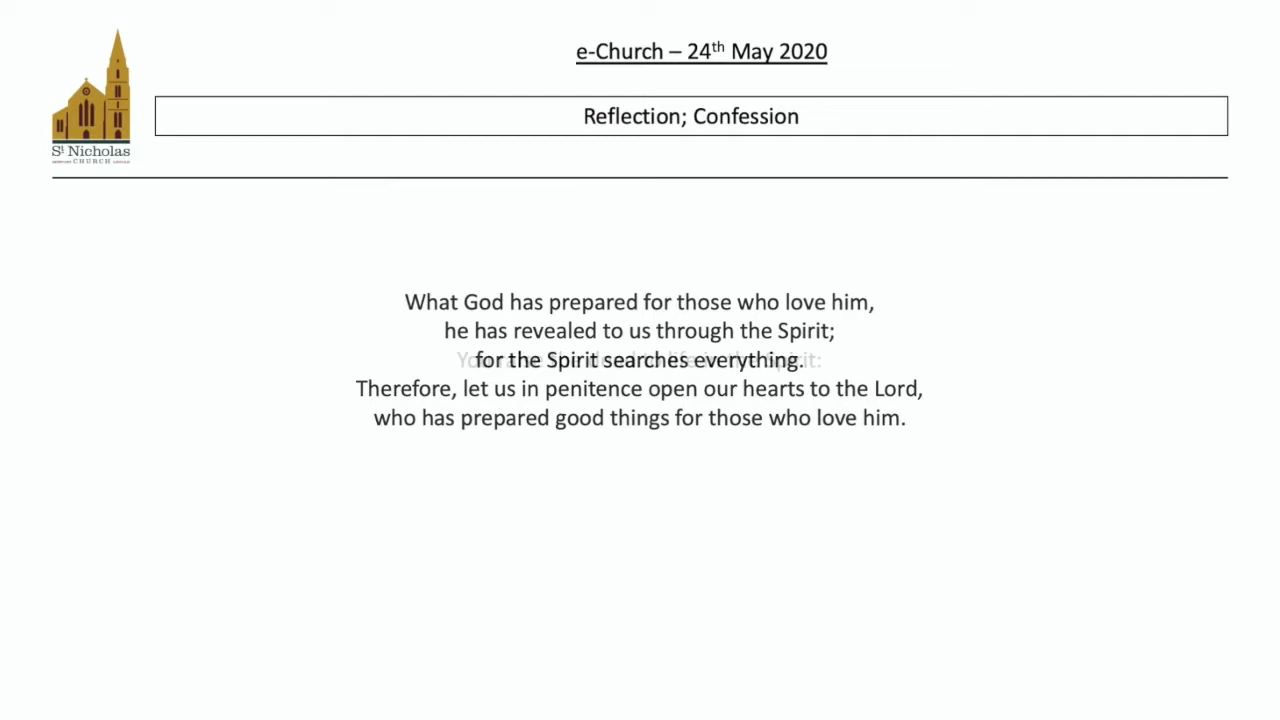 e-Church – 24th May 2020
Reflection; Confession
St Nicholas
CHURCH
What God has prepared for those who love him,
he has revealed to us through the Spirit;
for the Spirit searches everything.
Therefore, let us in penitence open our hearts to the Lord,
who has prepared good things for those who love him.